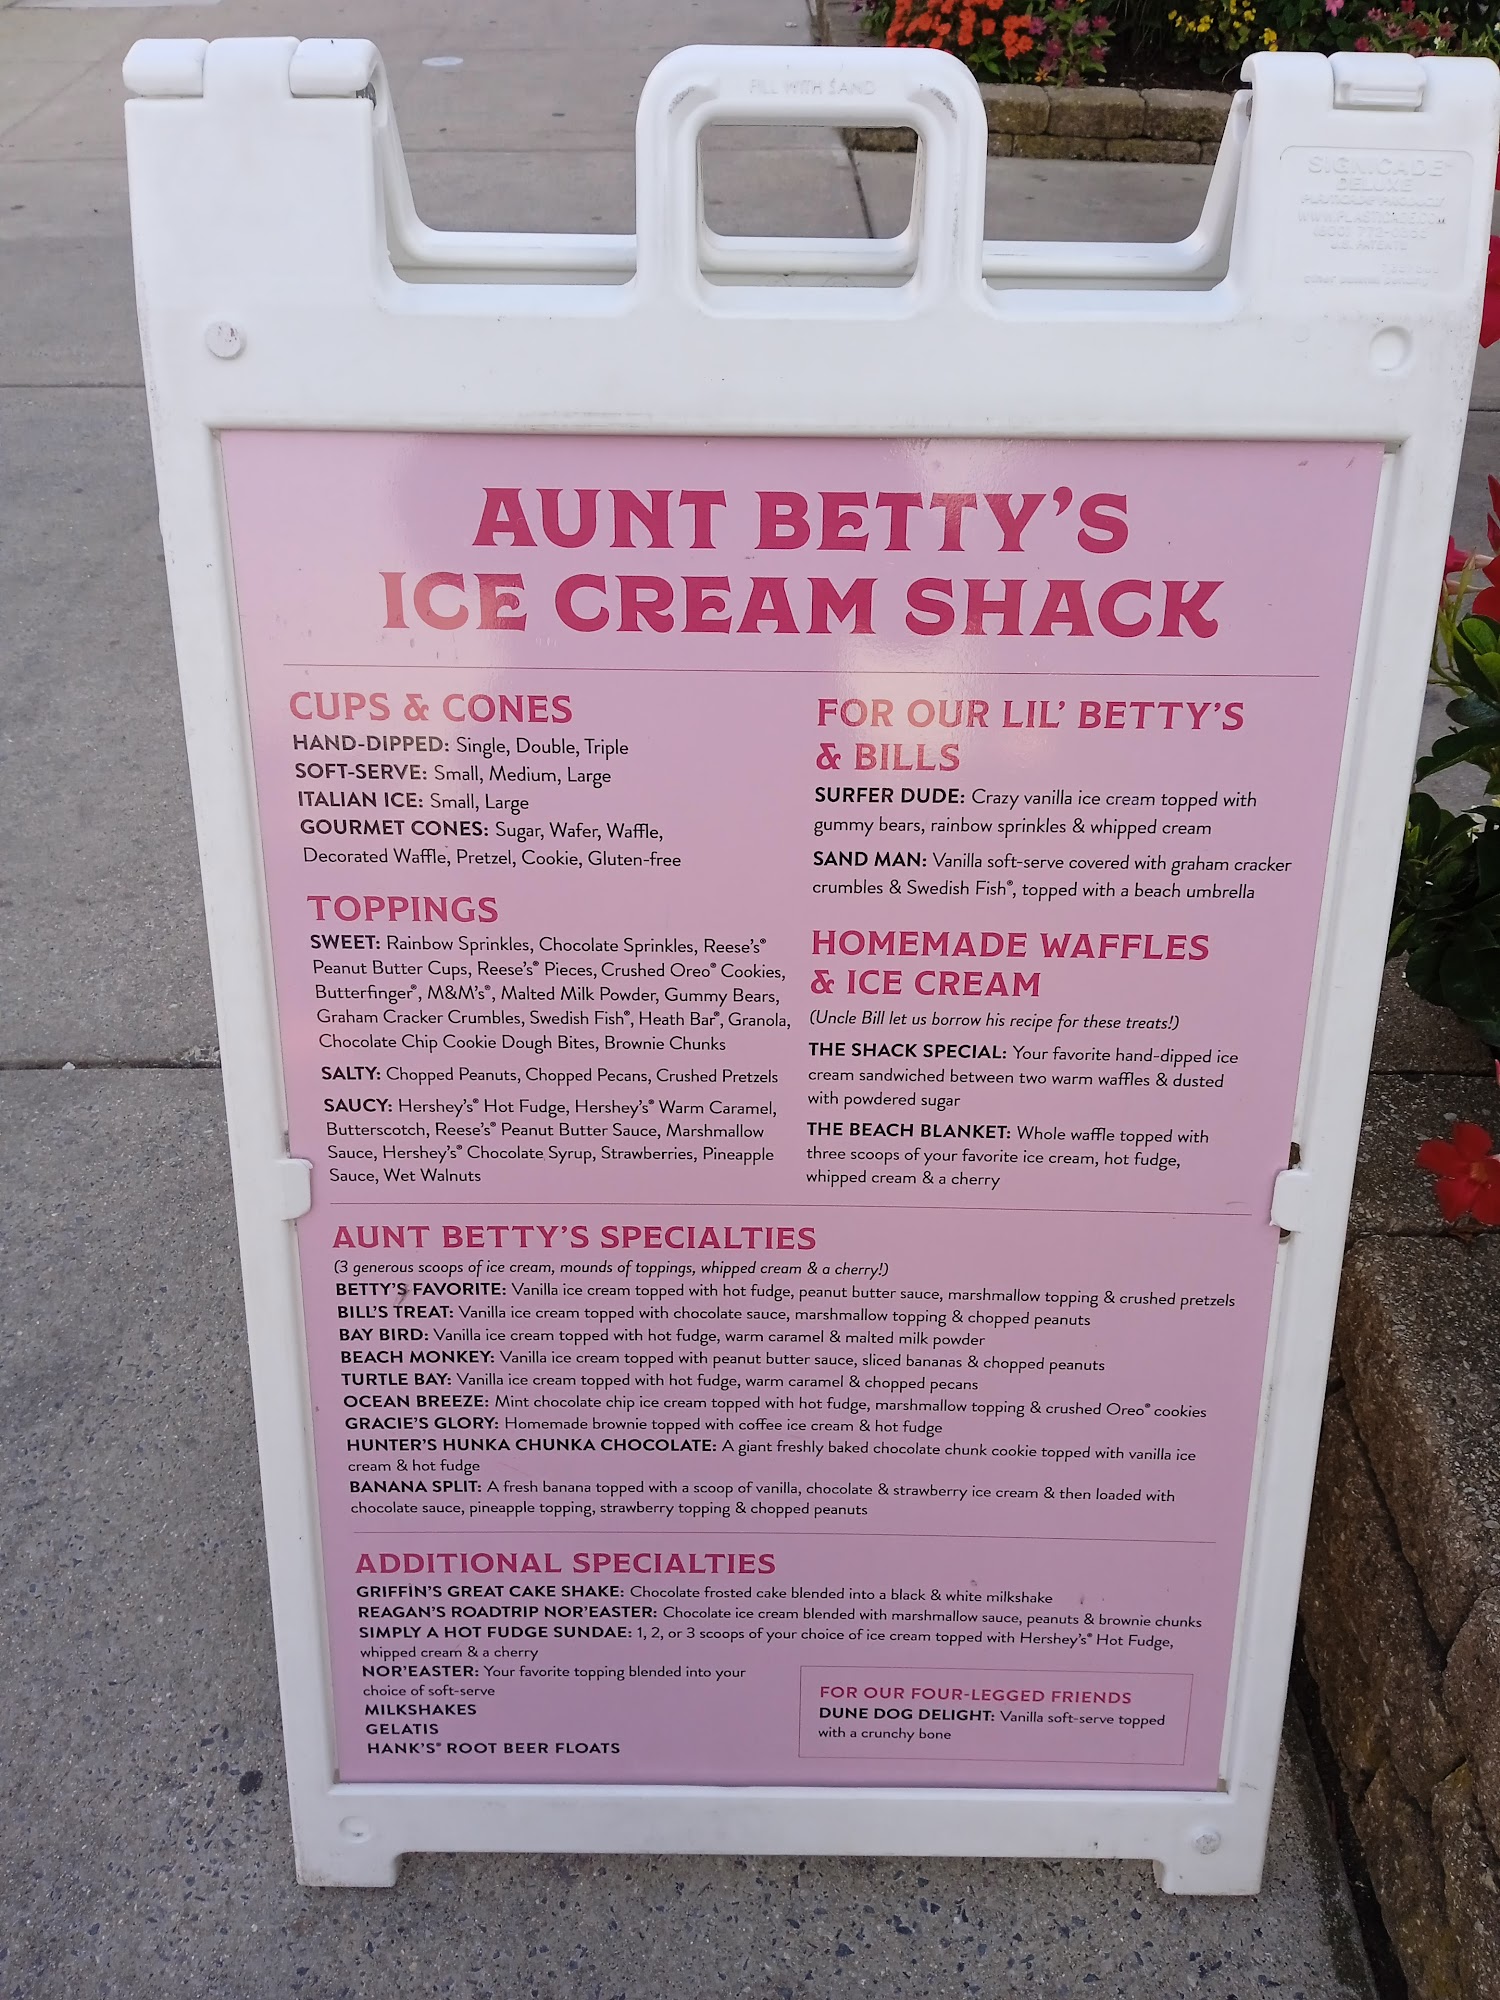 FILL WITH SAND
SIGNICADE
DELUXE
U.S. PATENTS
AUNT BETTY'S
ICE CREAM SHACK
CUPS & CONES
HAND-DIPPED: Single, Double, Triple
SOFT-SERVE: Small, Medium, Large
ITALIAN ICE: Small, Large
GOURMET CONES: Sugar, Wafer, Waffle,
Decorated Waffle, Pretzel, Cookie, Gluten-free
TOPPINGS
SWEET: Rainbow Sprinkles, Chocolate Sprinkles, Reese's®
Peanut Butter Cups, Reese's® Pieces, Crushed Oreo® Cookies,
Butterfinger®, M&M's®, Malted Milk Powder, Gummy Bears,
Graham Cracker Crumbles, Swedish Fish®, Heath Bar®, Granola,
Chocolate Chip Cookie Dough Bites, Brownie Chunks
SALTY: Chopped Peanuts, Chopped Pecans, Crushed Pretzels
SAUCY: Hershey's® Hot Fudge, Hershey's® Warm Caramel,
Butterscotch, Reese's® Peanut Butter Sauce, Marshmallow
Sauce, Hershey's® Chocolate Syrup, Strawberries, Pineapple
Sauce, Wet Walnuts
FOR OUR LIL' BETTY'S
& BILLS
SURFER DUDE: Crazy vanilla ice cream topped with
gummy bears, rainbow sprinkles & whipped cream
SAND MAN: Vanilla soft-serve covered with graham cracker
crumbles & Swedish Fish®, topped with a beach umbrella
HOMEMADE WAFFLES
& ICE CREAM
(Uncle Bill let us borrow his recipe for these treats!)
THE SHACK SPECIAL: Your favorite hand-dipped ice
cream sandwiched between two warm waffles & dusted
with powdered sugar
THE BEACH BLANKET: Whole waffle topped with
three scoops of your favorite ice cream, hot fudge,
whipped cream & a cherry
AUNT BETTY'S SPECIALTIES
(3 generous scoops of ice cream, mounds of toppings, whipped cream & a cherry!)
BETTY'S FAVORITE: Vanilla ice cream topped with hot fudge, peanut butter sauce, marshmallow topping & crushed pretzels
BILL'S TREAT: Vanilla ice cream topped with chocolate sauce, marshmallow topping & chopped peanuts
BAY BIRD: Vanilla ice cream topped with hot fudge, warm caramel & malted milk powder
BEACH MONKEY: Vanilla ice cream topped with peanut butter sauce, sliced bananas & chopped peanuts
TURTLE BAY: Vanilla ice cream topped with hot fudge, warm caramel & chopped pecans
OCEAN BREEZE: Mint chocolate chip ice cream topped with hot fudge, marshmallow topping & crushed Oreo® cookies
GRACIE'S GLORY: Homemade brownie topped with coffee ice cream & hot fudge
HUNTER'S HUNKA CHUNKA CHOCOLATE: A giant freshly baked chocolate chunk cookie topped with vanilla ice
cream & hot fudge
BANANA SPLIT: A fresh banana topped with a scoop of vanilla, chocolate & strawberry ice cream & then loaded with
chocolate sauce, pineapple topping, strawberry topping & chopped peanuts
ADDITIONAL SPECIALTIES
GRIFFIN'S GREAT CAKE SHAKE: Chocolate frosted cake blended into a black & white milkshake
REAGAN'S ROADTRIP NOR'EASTER: Chocolate ice cream blended with marshmallow sauce, peanuts & brownie chunks
SIMPLY A HOT FUDGE SUNDAE: 1, 2, or 3 scoops of your choice of ice cream topped with Hershey's® Hot Fudge,
whipped cream & a cherry
NOR'EASTER: Your favorite topping blended into your
choice of soft-serve
MILKSHAKES
GELATIS
HANK'S® ROOT BEER FLOATS
FOR OUR FOUR-LEGGED FRIENDS
DUNE DOG DELIGHT: Vanilla soft-serve topped
with a crunchy bone